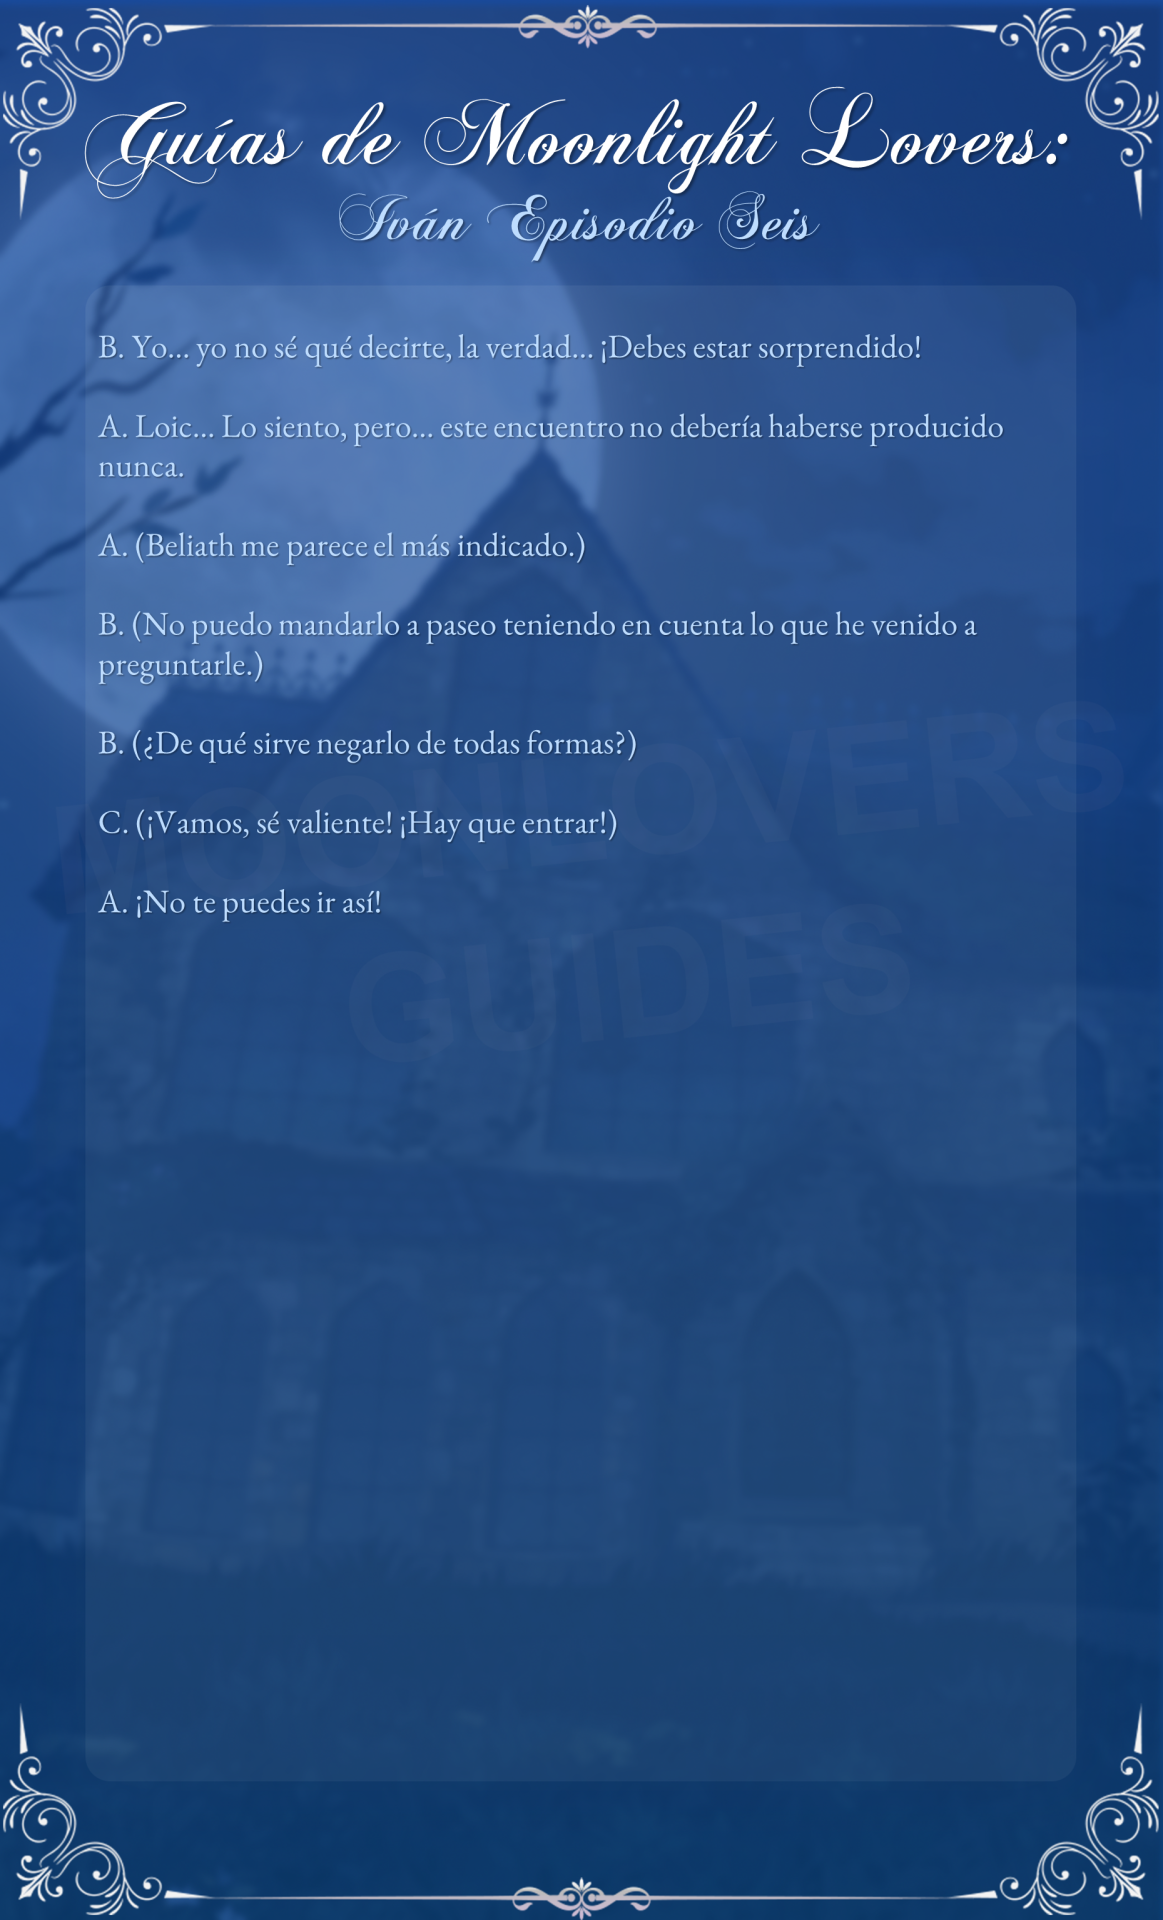 Guías de Moonlight Lovers:
Iván Episodio Seis
B. Yo... yo no sé qué decirte, la verdad... ¡Debes estar sorprendido!
A. Loic... Lo siento, pero... este encuentro no debería haberse producido
nunca.
A. (Beliath me parece el más indicado.)
B. (No puedo mandarlo a paseo teniendo en cuenta lo que he venido a
preguntarle.)
B. (¿De qué sirve negarlo de todas formas?)
C. (¡Vamos, sé valiente! ¡Hay que entrar!)
A. ¡No te puedes ir así!
MOONLOVERS
GUIDES